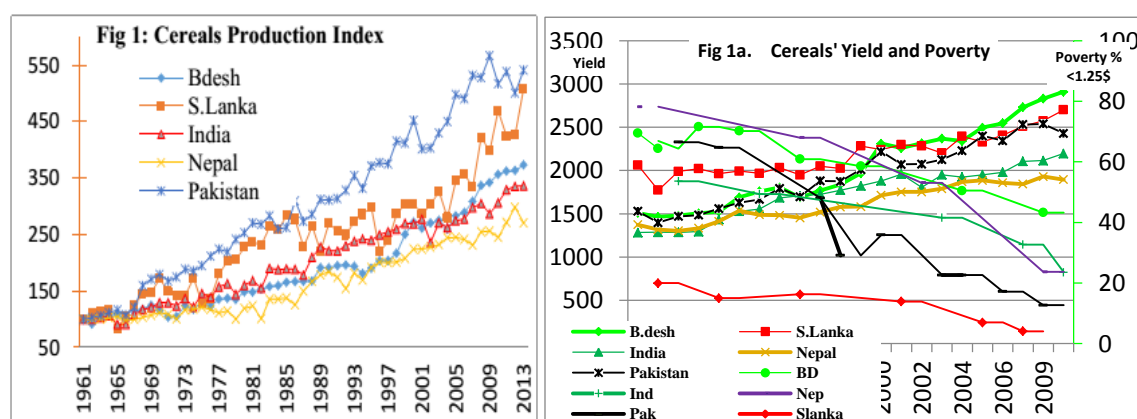 Fig 1: Cereals Production Index
550
450
350
250
150
50
Bdesh
S.Lanka
India
Nepal
Pakistan
1961
1965
1969
1973
1977
1981
1985
1989
1993
1997
2001
2005
2009
2013
Fig 1a. Cereals' Yield and Poverty
3500
Yield
3000
2500
2000
1500
1000
500
100
Poverty %
<1.25$
80
60
40
20
0
2000
2002
2004
2006
2009
B.desh
S.Lanka
India
Nepal
Pakistan
BD
Ind
Nep
Pak
Slanka